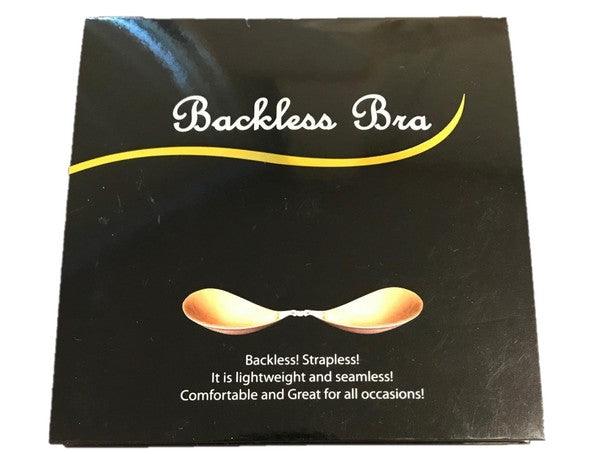 Backless Bra
Backless! Strapless!
It is lightweight and seamless!
Comfortable and Great for all occasions!